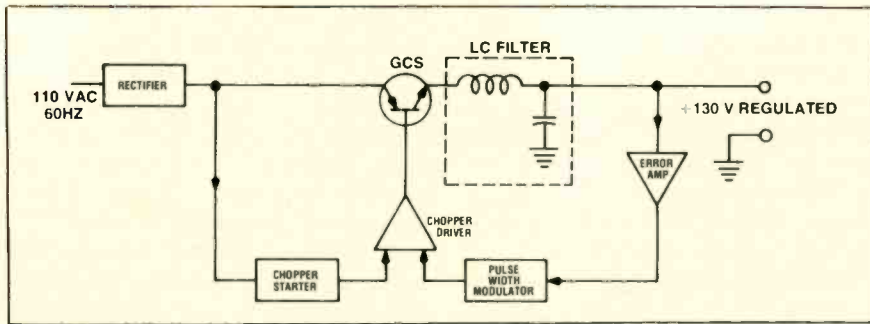 LC FILTER
GCS
RECTIFIER
110 VAC
60HZ
+130 V REGULATED
ERROR
AMP
CHOPPER
DRIVER
CHOPPER
STARTER
PULSE
WIDTH
MODULATOR